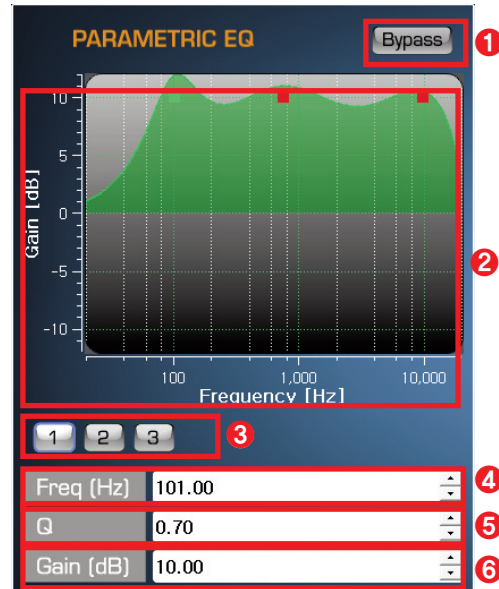 PARAMETRIC EQ
Bypass
1
10
5
0
-5
-10
Gain [dB]
2
100 1,000 10,000
Frequency [Hz]
1 2 3
3
Freq (Hz) 101.00
4
Q 0.70
5
Gain (dB) 10.00
6